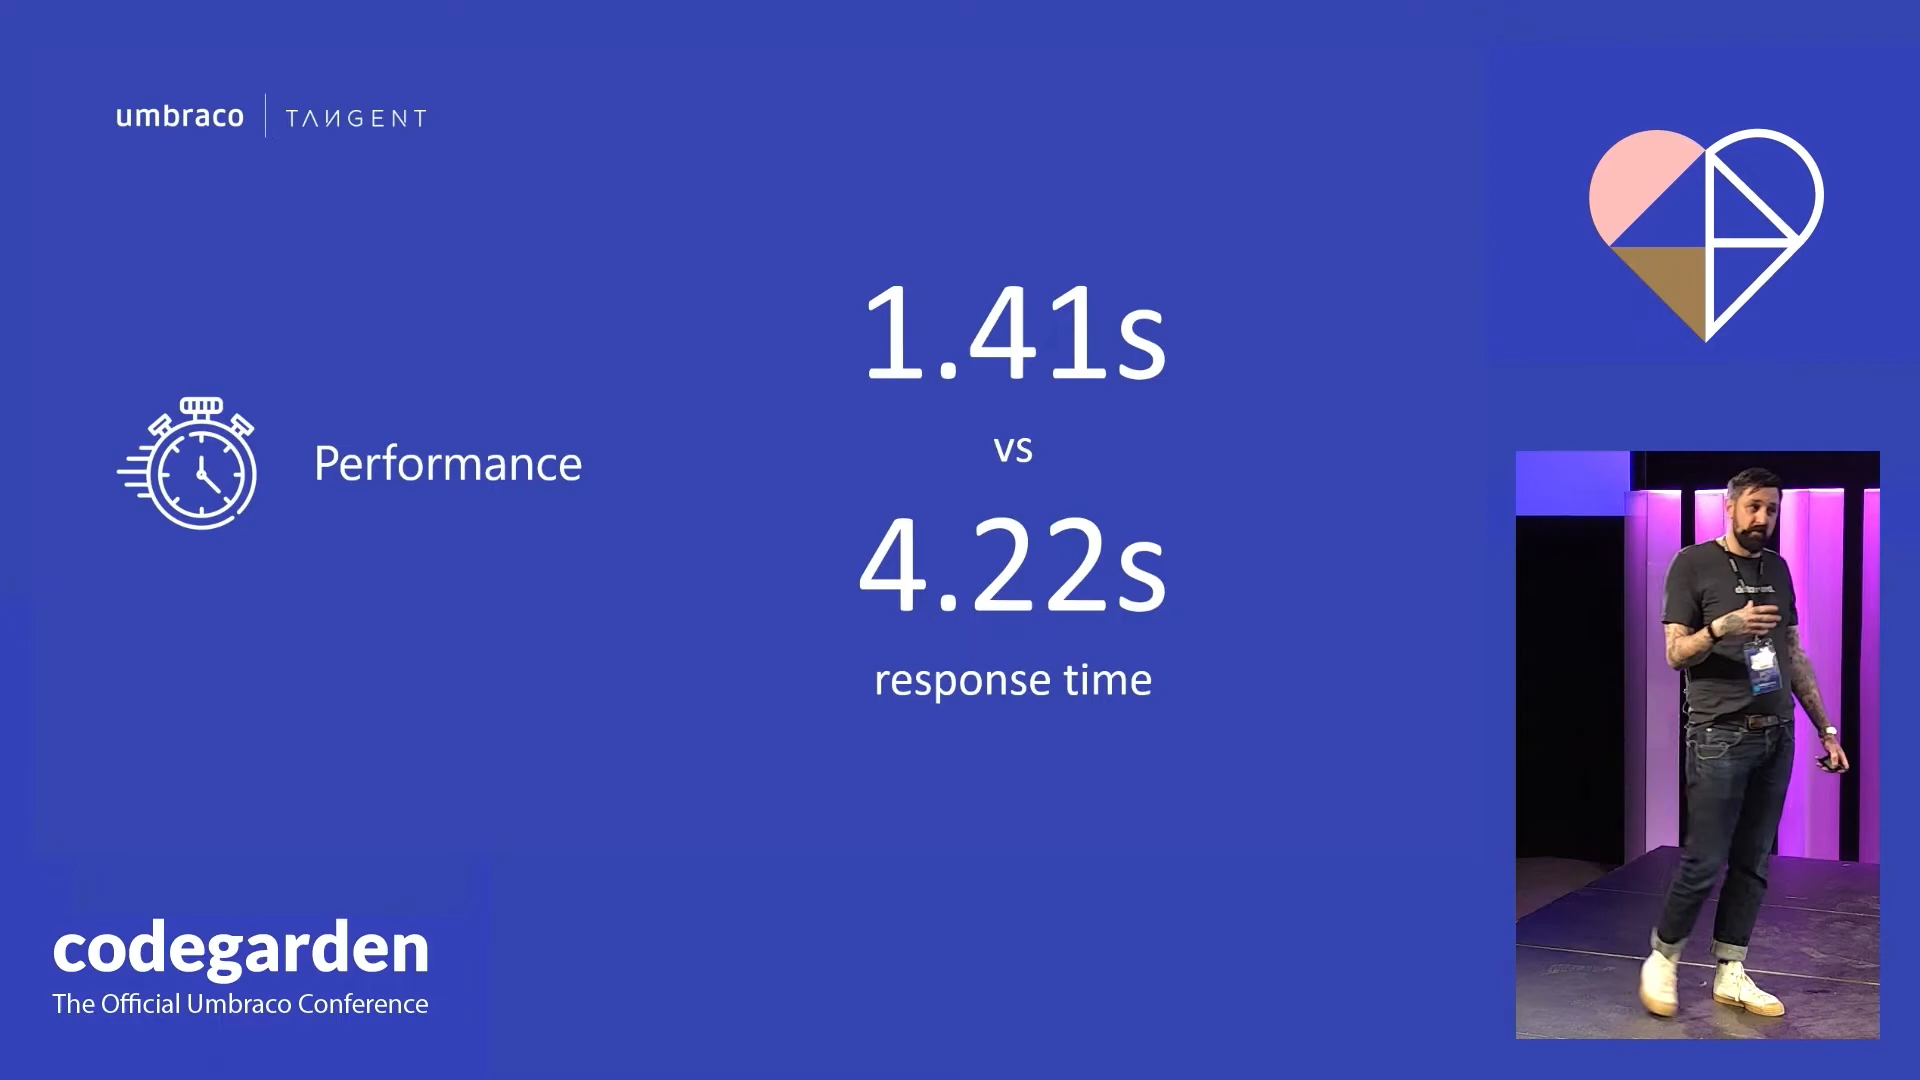 umbraco | TANGENT
Performance
1.41s
vs
4.22s
response time
codegarden
The Official Umbraco Conference